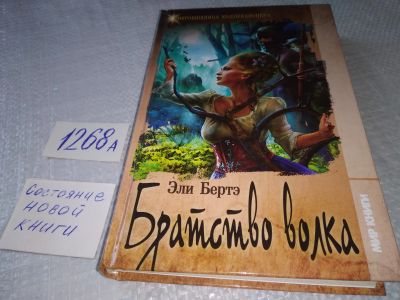 Эли Бертэ
Братство волка
МИР КНИГИ
1268А
Состояние
новой
книги